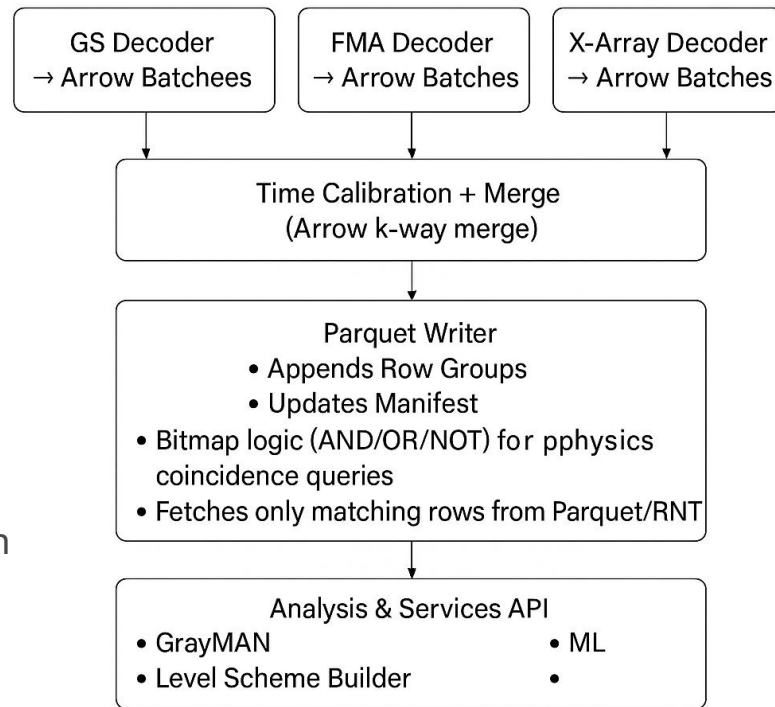 GS Decoder
→ Arrow Batchees
FMA Decoder
→ Arrow Batches
X-Array Decoder
→ Arrow Batches
Time Calibration + Merge
(Arrow k-way merge)
Parquet Writer
• Appends Row Groups
• Updates Manifest
• Bitmap logic (AND/OR/NOT) for pphysics
coincidence queries
• Fetches only matching rows from Parquet/RNT
Analysis & Services API
• GrayMAN
• Level Scheme Builder
• ML
•